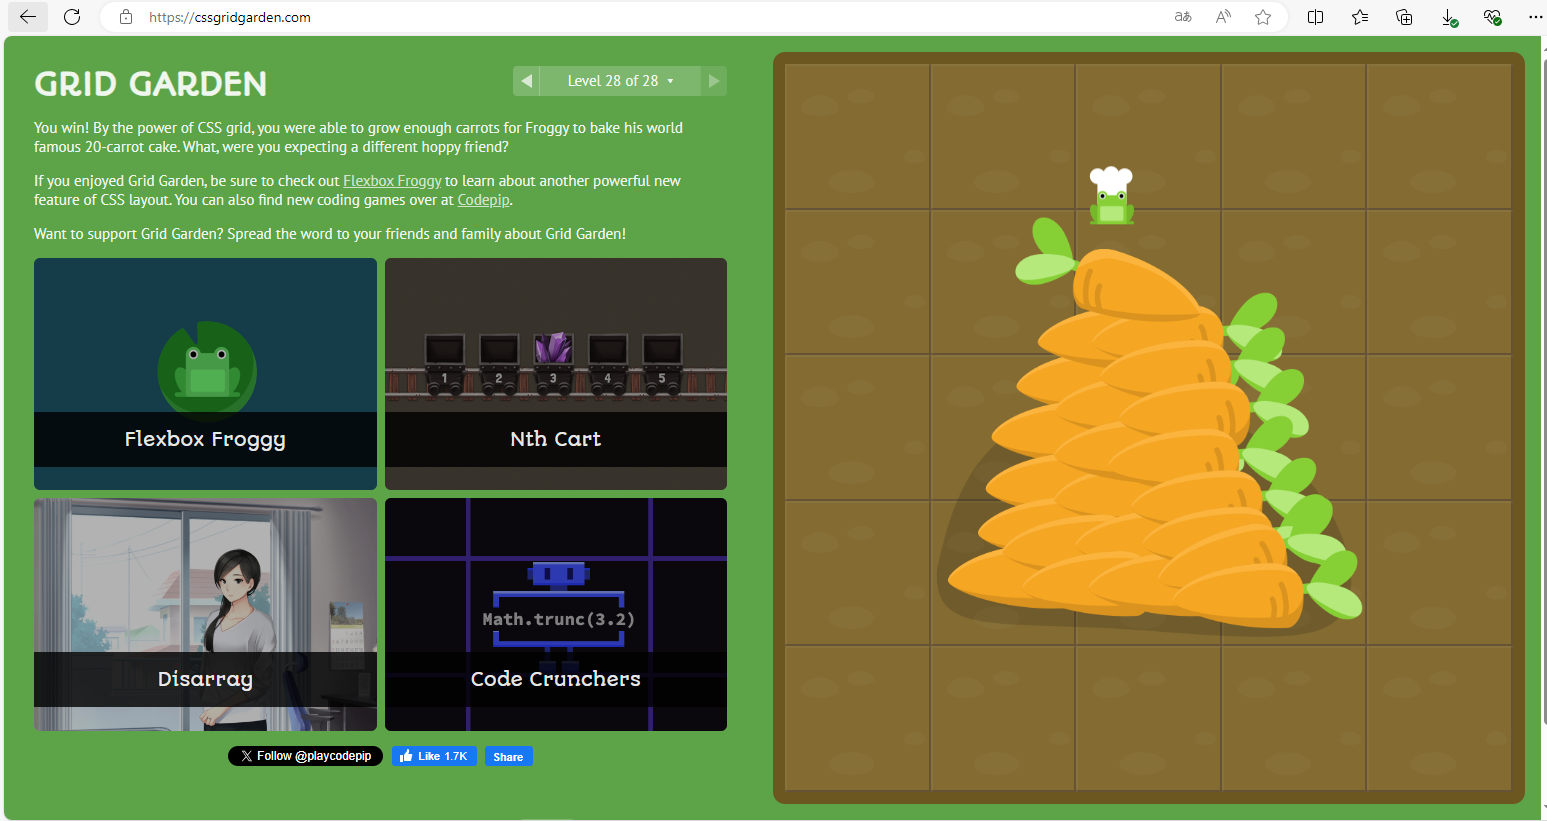 https://cssgridgarden.com
GRID GARDEN
Level 28 of 28
You win! By the power of CSS grid, you were able to grow enough carrots for Froggy to bake his world
famous 20-carrot cake. What, were you expecting a different hoppy friend?
If you enjoyed Grid Garden, be sure to check out Flexbox Froggy to learn about another powerful new
feature of CSS layout. You can also find new coding games over at Codepip.
Want to support Grid Garden? Spread the word to your friends and family about Grid Garden!
1 2 3 4 5
Flexbox Froggy
Nth Cart
Math.trunc(3.2)
Disarray
Code Crunchers
Follow @playcodepip
Like 1.7K
Share